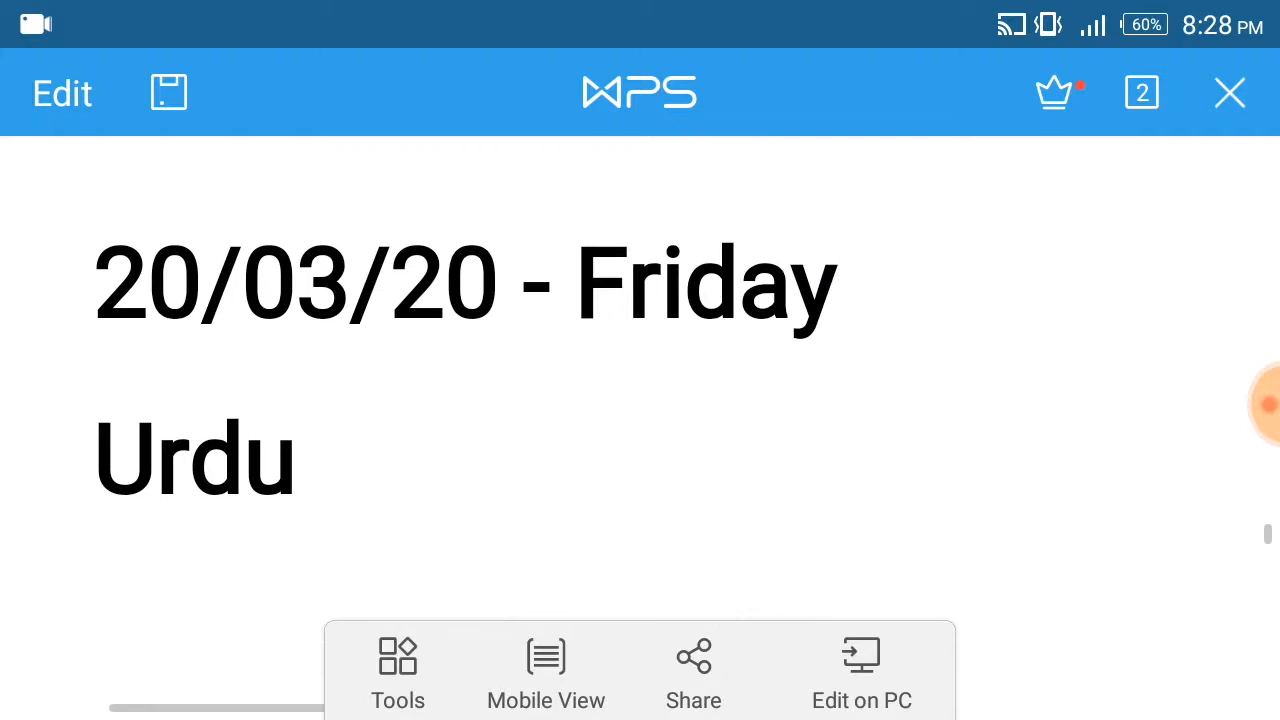 60% 8:28 PM
Edit WPS 2
20/03/20 - Friday
Urdu
Tools Mobile View Share Edit on PC